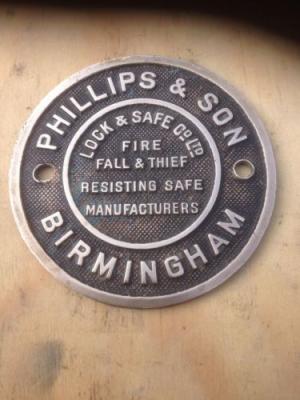 PHILLIPS & SON
LOCK & SAFE CO LTD
FIRE
FALL & THIEF
RESISTING SAFE
MANUFACTURERS
BIRMINGHAM